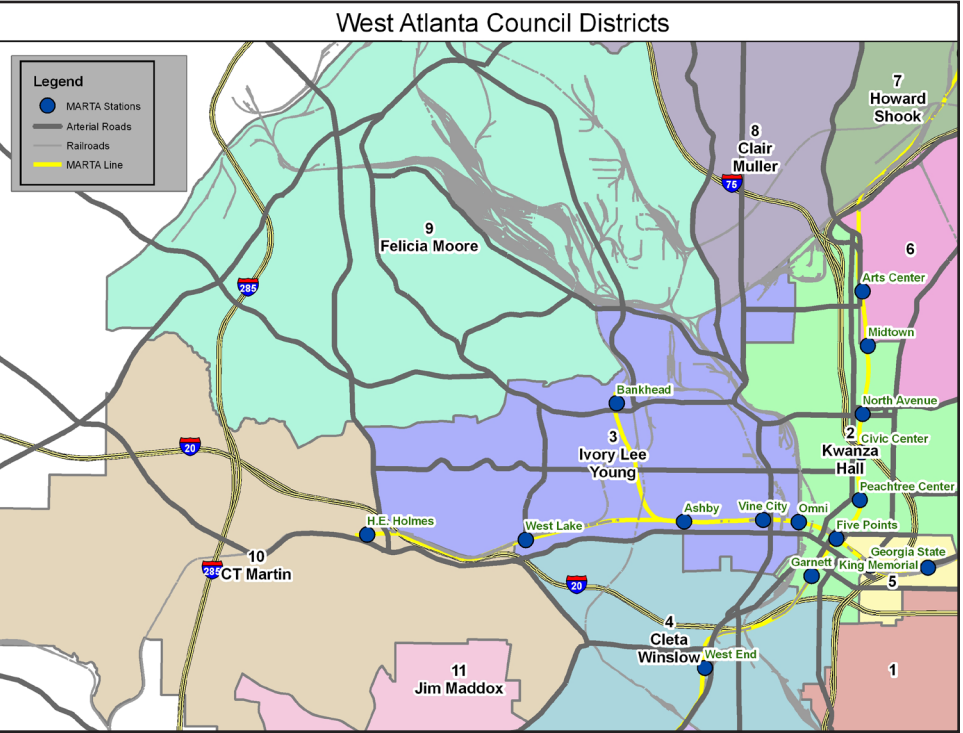 West Atlanta Council Districts
Legend
MARTA Stations
Arterial Roads
Railroads
MARTA Line
7
Howard
Shook
8
Clair
Muller
75
9
Felicia Moore
6
285
Arts Center
Midtown
Bankhead
North Avenue
3
Ivory Lee
Young
2
Kwanza
Hall
Civic Center
20
Peachtree Center
H.E. Holmes
West Lake
Ashby
Vine City
Omni
Five Points
Georgia State
King Memorial
Garnett
5
10
CT Martin
285
20
4
Cleta
Winslow
West End
11
Jim Maddox
1